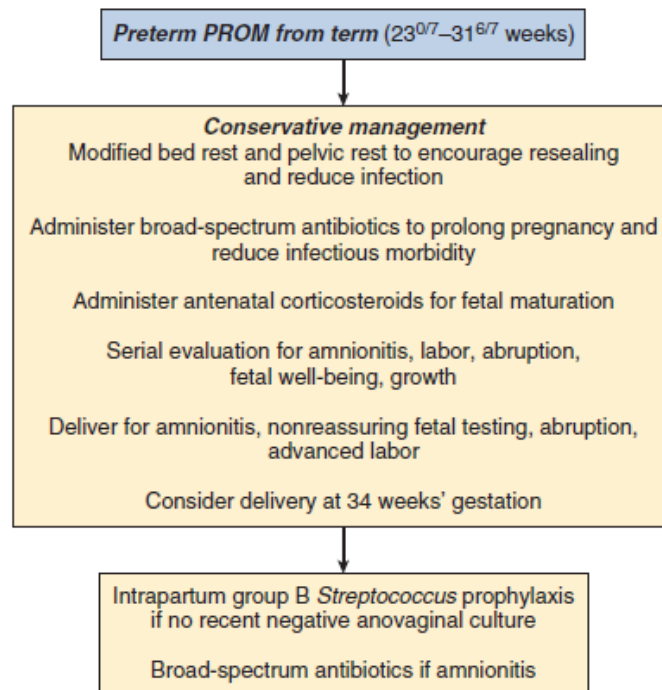 Preterm PROM from term (23⁰/⁷–31⁶/⁷ weeks)
Conservative management
Modified bed rest and pelvic rest to encourage resealing
and reduce infection
Administer broad-spectrum antibiotics to prolong pregnancy and
reduce infectious morbidity
Administer antenatal corticosteroids for fetal maturation
Serial evaluation for amnionitis, labor, abruption,
fetal well-being, growth
Deliver for amnionitis, nonreassuring fetal testing, abruption,
advanced labor
Consider delivery at 34 weeks' gestation
Intrapartum group B Streptococcus prophylaxis
if no recent negative anovaginal culture
Broad-spectrum antibiotics if amnionitis